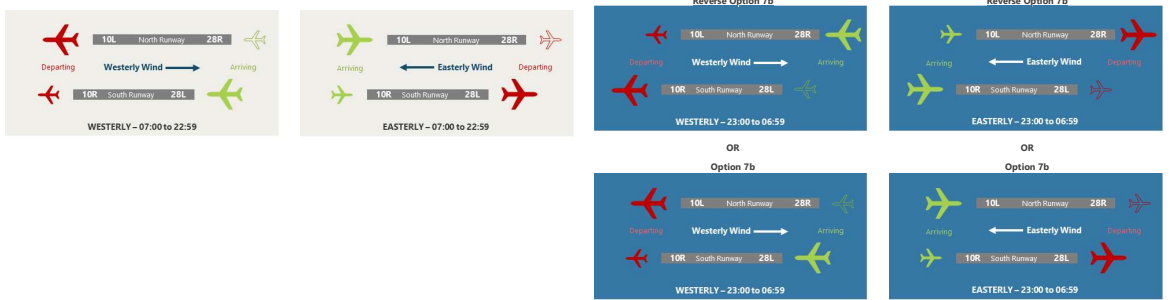 Reverse Option 7b
Reverse Option 7b
10L North Runway 28R
Departing Westerly Wind Arriving
10R South Runway 28L
WESTERLY – 07:00 to 22:59
10L North Runway 28R
Arriving Easterly Wind Departing
10R South Runway 28L
EASTERLY – 07:00 to 22:59
10L North Runway 28R
Departing Westerly Wind Arriving
10R South Runway 28L
WESTERLY – 23:00 to 06:59
10L North Runway 28R
Arriving Easterly Wind Departing
10R South Runway 28L
EASTERLY – 23:00 to 06:59
OR
OR
Option 7b
Option 7b
10L North Runway 28R
Departing Westerly Wind Arriving
10R South Runway 28L
WESTERLY – 23:00 to 06:59
10L North Runway 28R
Arriving Easterly Wind Departing
10R South Runway 28L
EASTERLY – 23:00 to 06:59